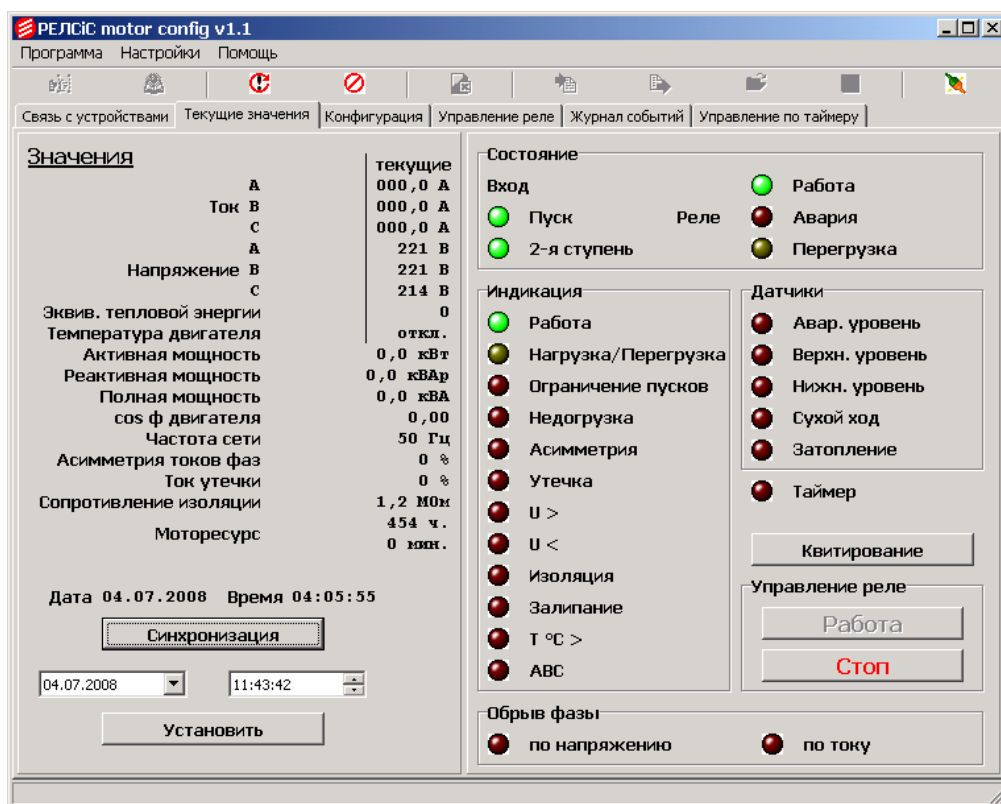 РЕЛСіС motor config v1.1
Программа Настройки Помощь
Связь с устройствами Текущие значения Конфигурация Управление реле Журнал событий Управление по таймеру
Значения
текущие
A 000,0 A
Ток B 000,0 A
C 000,0 A
A 221 В
Напряжение B 221 В
C 214 В
Эквив. тепловой энергии 0
Температура двигателя откл.
Активная мощность 0,0 кВт
Реактивная мощность 0,0 кВАр
Полная мощность 0,0 кВА
cos ф двигателя 0,00
Частота сети 50 Гц
Асимметрия токов фаз 0 %
Ток утечки 0 %
Сопротивление изоляции 1,2 МОм
Моторесурс 454 ч.
0 мин.
Дата 04.07.2008 Время 04:05:55
Синхронизация
04.07.2008 11:43:42
Установить
Состояние
Вход Работа
Пуск Реле Авария
2-я ступень Перегрузка
Индикация
Работа
Нагрузка/Перегрузка
Ограничение пусков
Недогрузка
Асимметрия
Утечка
U >
U <
Изоляция
Залипание
T °C >
АВС
Датчики
Авар. уровень
Верхн. уровень
Нижн. уровень
Сухой ход
Затопление
Таймер
Квитирование
Управление реле
Работа
Стоп
Обрыв фазы
по напряжению по току